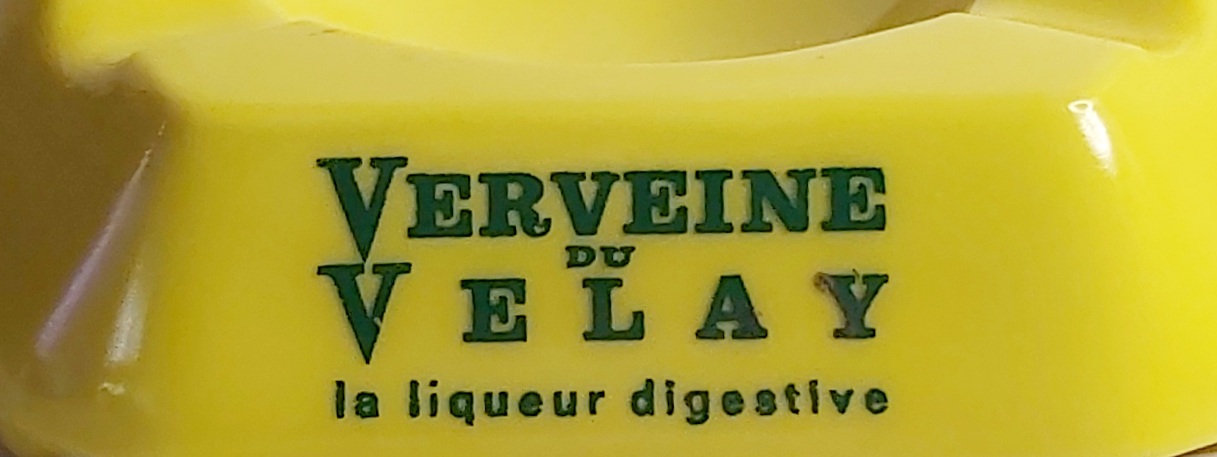 VERVEINE
DU
VELAY
la liqueur digestive